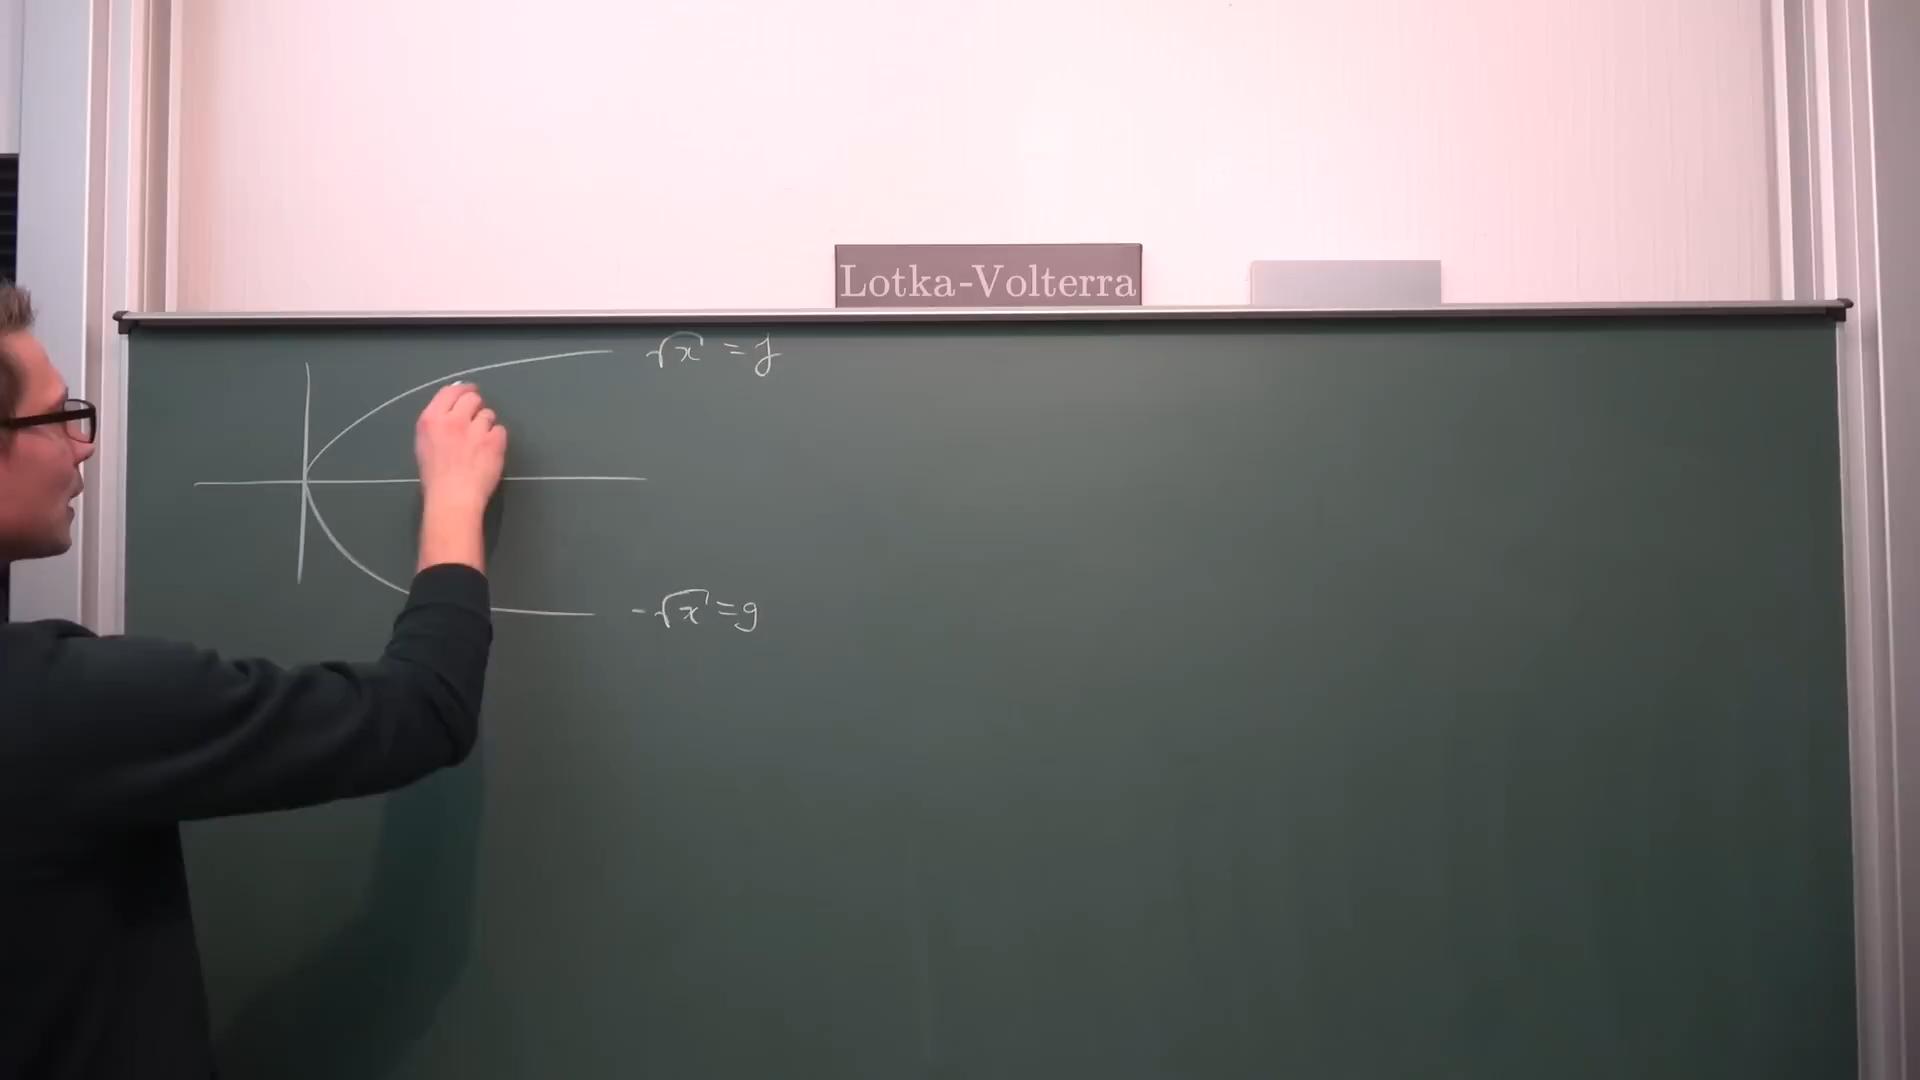 Lotka-Volterra
√x = f
-√x = g